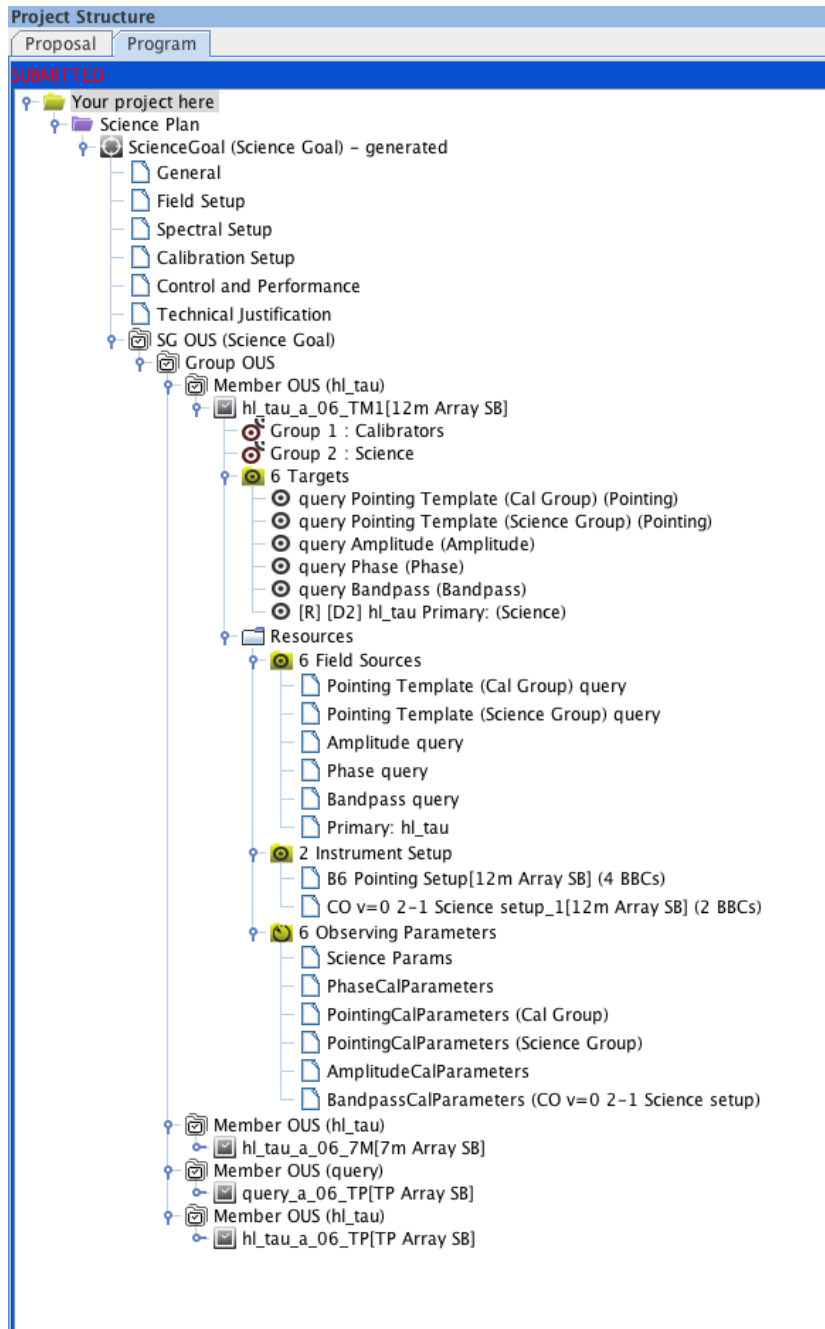 Project Structure
Proposal Program
SUBMITTED
Your project here
Science Plan
ScienceGoal (Science Goal) – generated
General
Field Setup
Spectral Setup
Calibration Setup
Control and Performance
Technical Justification
SG OUS (Science Goal)
Group OUS
Member OUS (hl_tau)
hl_tau_a_06_TM1[12m Array SB]
Group 1 : Calibrators
Group 2 : Science
6 Targets
query Pointing Template (Cal Group) (Pointing)
query Pointing Template (Science Group) (Pointing)
query Amplitude (Amplitude)
query Phase (Phase)
query Bandpass (Bandpass)
[R] [D2] hl_tau Primary: (Science)
Resources
6 Field Sources
Pointing Template (Cal Group) query
Pointing Template (Science Group) query
Amplitude query
Phase query
Bandpass query
Primary: hl_tau
2 Instrument Setup
B6 Pointing Setup[12m Array SB] (4 BBCs)
CO v=0 2–1 Science setup_1[12m Array SB] (2 BBCs)
6 Observing Parameters
Science Params
PhaseCalParameters
PointingCalParameters (Cal Group)
PointingCalParameters (Science Group)
AmplitudeCalParameters
BandpassCalParameters (CO v=0 2–1 Science setup)
Member OUS (hl_tau)
hl_tau_a_06_7M[7m Array SB]
Member OUS (query)
query_a_06_TP[TP Array SB]
Member OUS (hl_tau)
hl_tau_a_06_TP[TP Array SB]